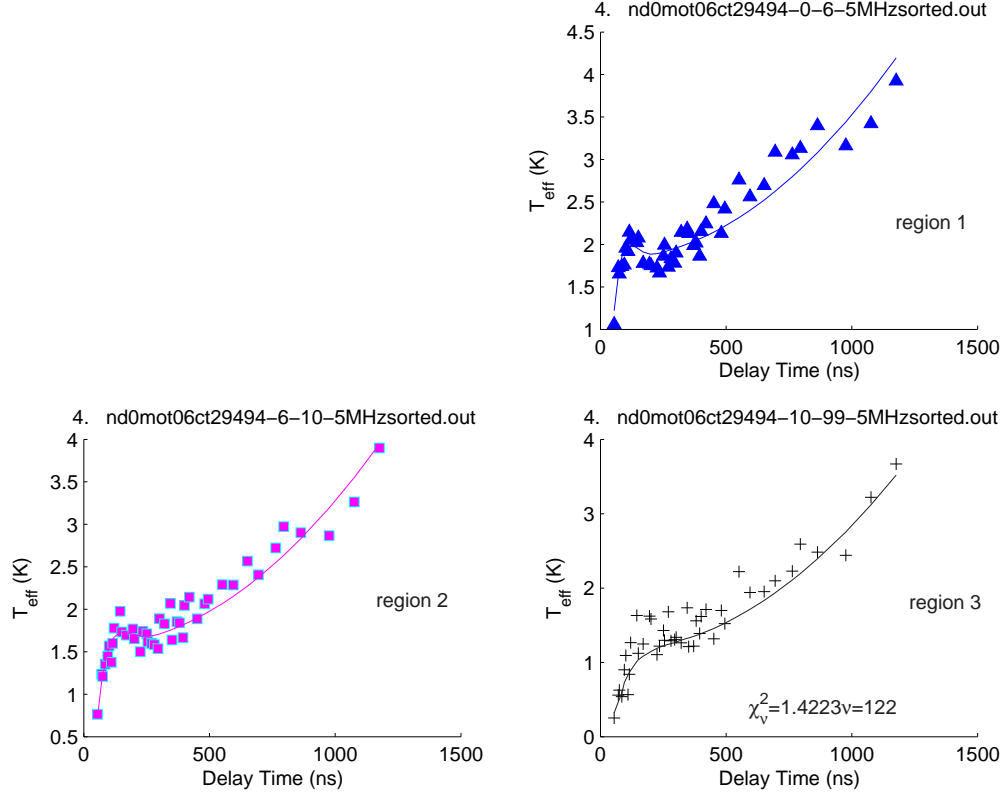 4. nd0mot06ct29494−0−6−5MHzsorted.out
4.5
4
3.5
3
2.5
2
1.5
1
T_eff (K)
region 1
0 500 1000 1500
Delay Time (ns)
4. nd0mot06ct29494−6−10−5MHzsorted.out
4
3.5
3
2.5
2
1.5
1
0.5
T_eff (K)
region 2
0 500 1000 1500
Delay Time (ns)
4. nd0mot06ct29494−10−99−5MHzsorted.out
4
3
2
1
0
T_eff (K)
region 3
χ_ν^2=1.4223ν=122
0 500 1000 1500
Delay Time (ns)